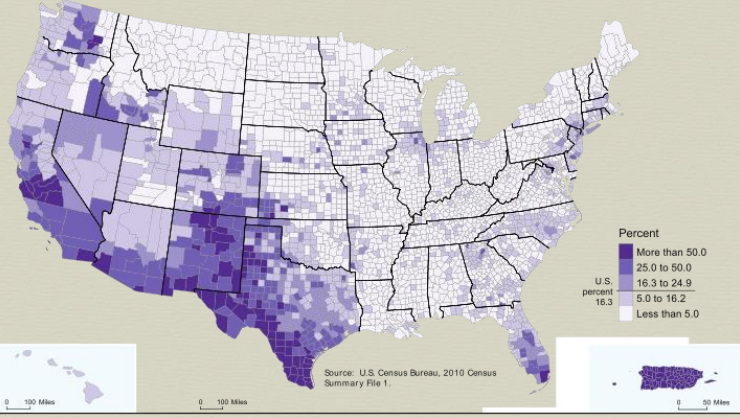 Percent
More than 50.0
25.0 to 50.0
16.3 to 24.9
5.0 to 16.2
Less than 5.0
U.S.
percent
16.3
Source: U.S. Census Bureau, 2010 Census
Summary File 1.
0 100 Miles
0 100 Miles
0 50 Miles